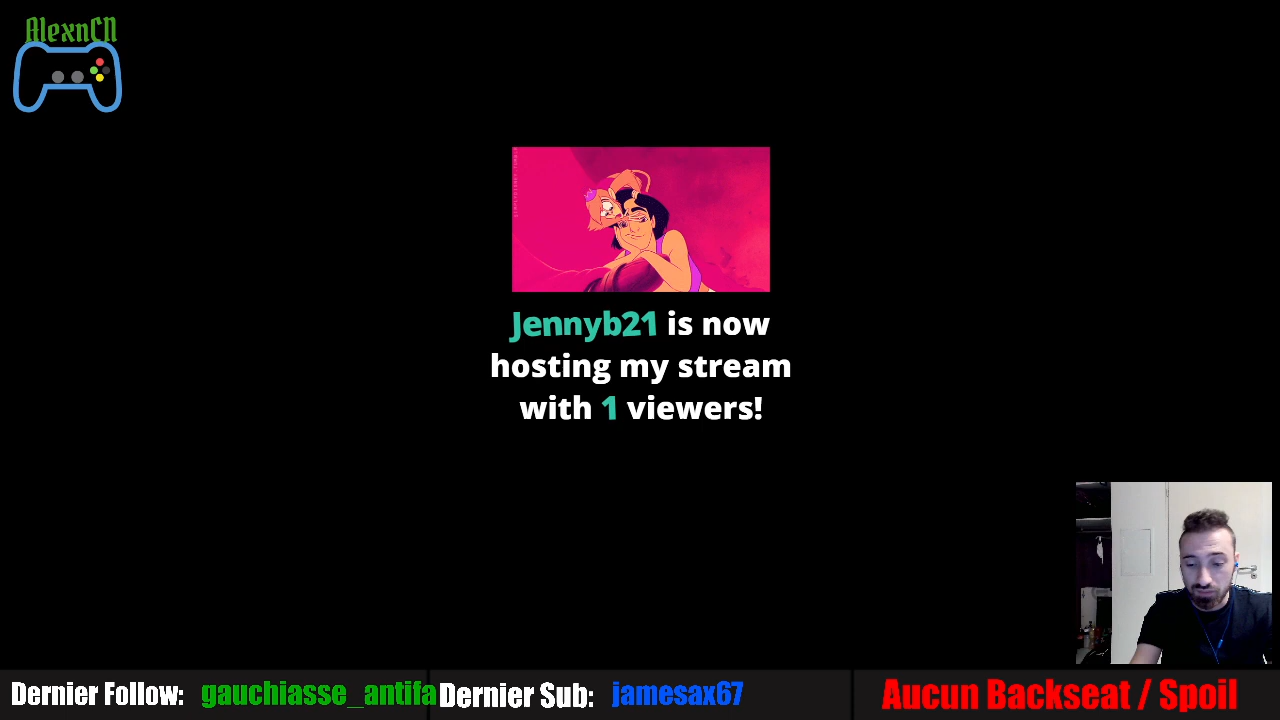 AlexnCN
Jennyb21 is now
hosting my stream
with 1 viewers!
Dernier Follow: gauchiasse_antifa
Dernier Sub: jamesax67
Aucun Backseat / Spoil